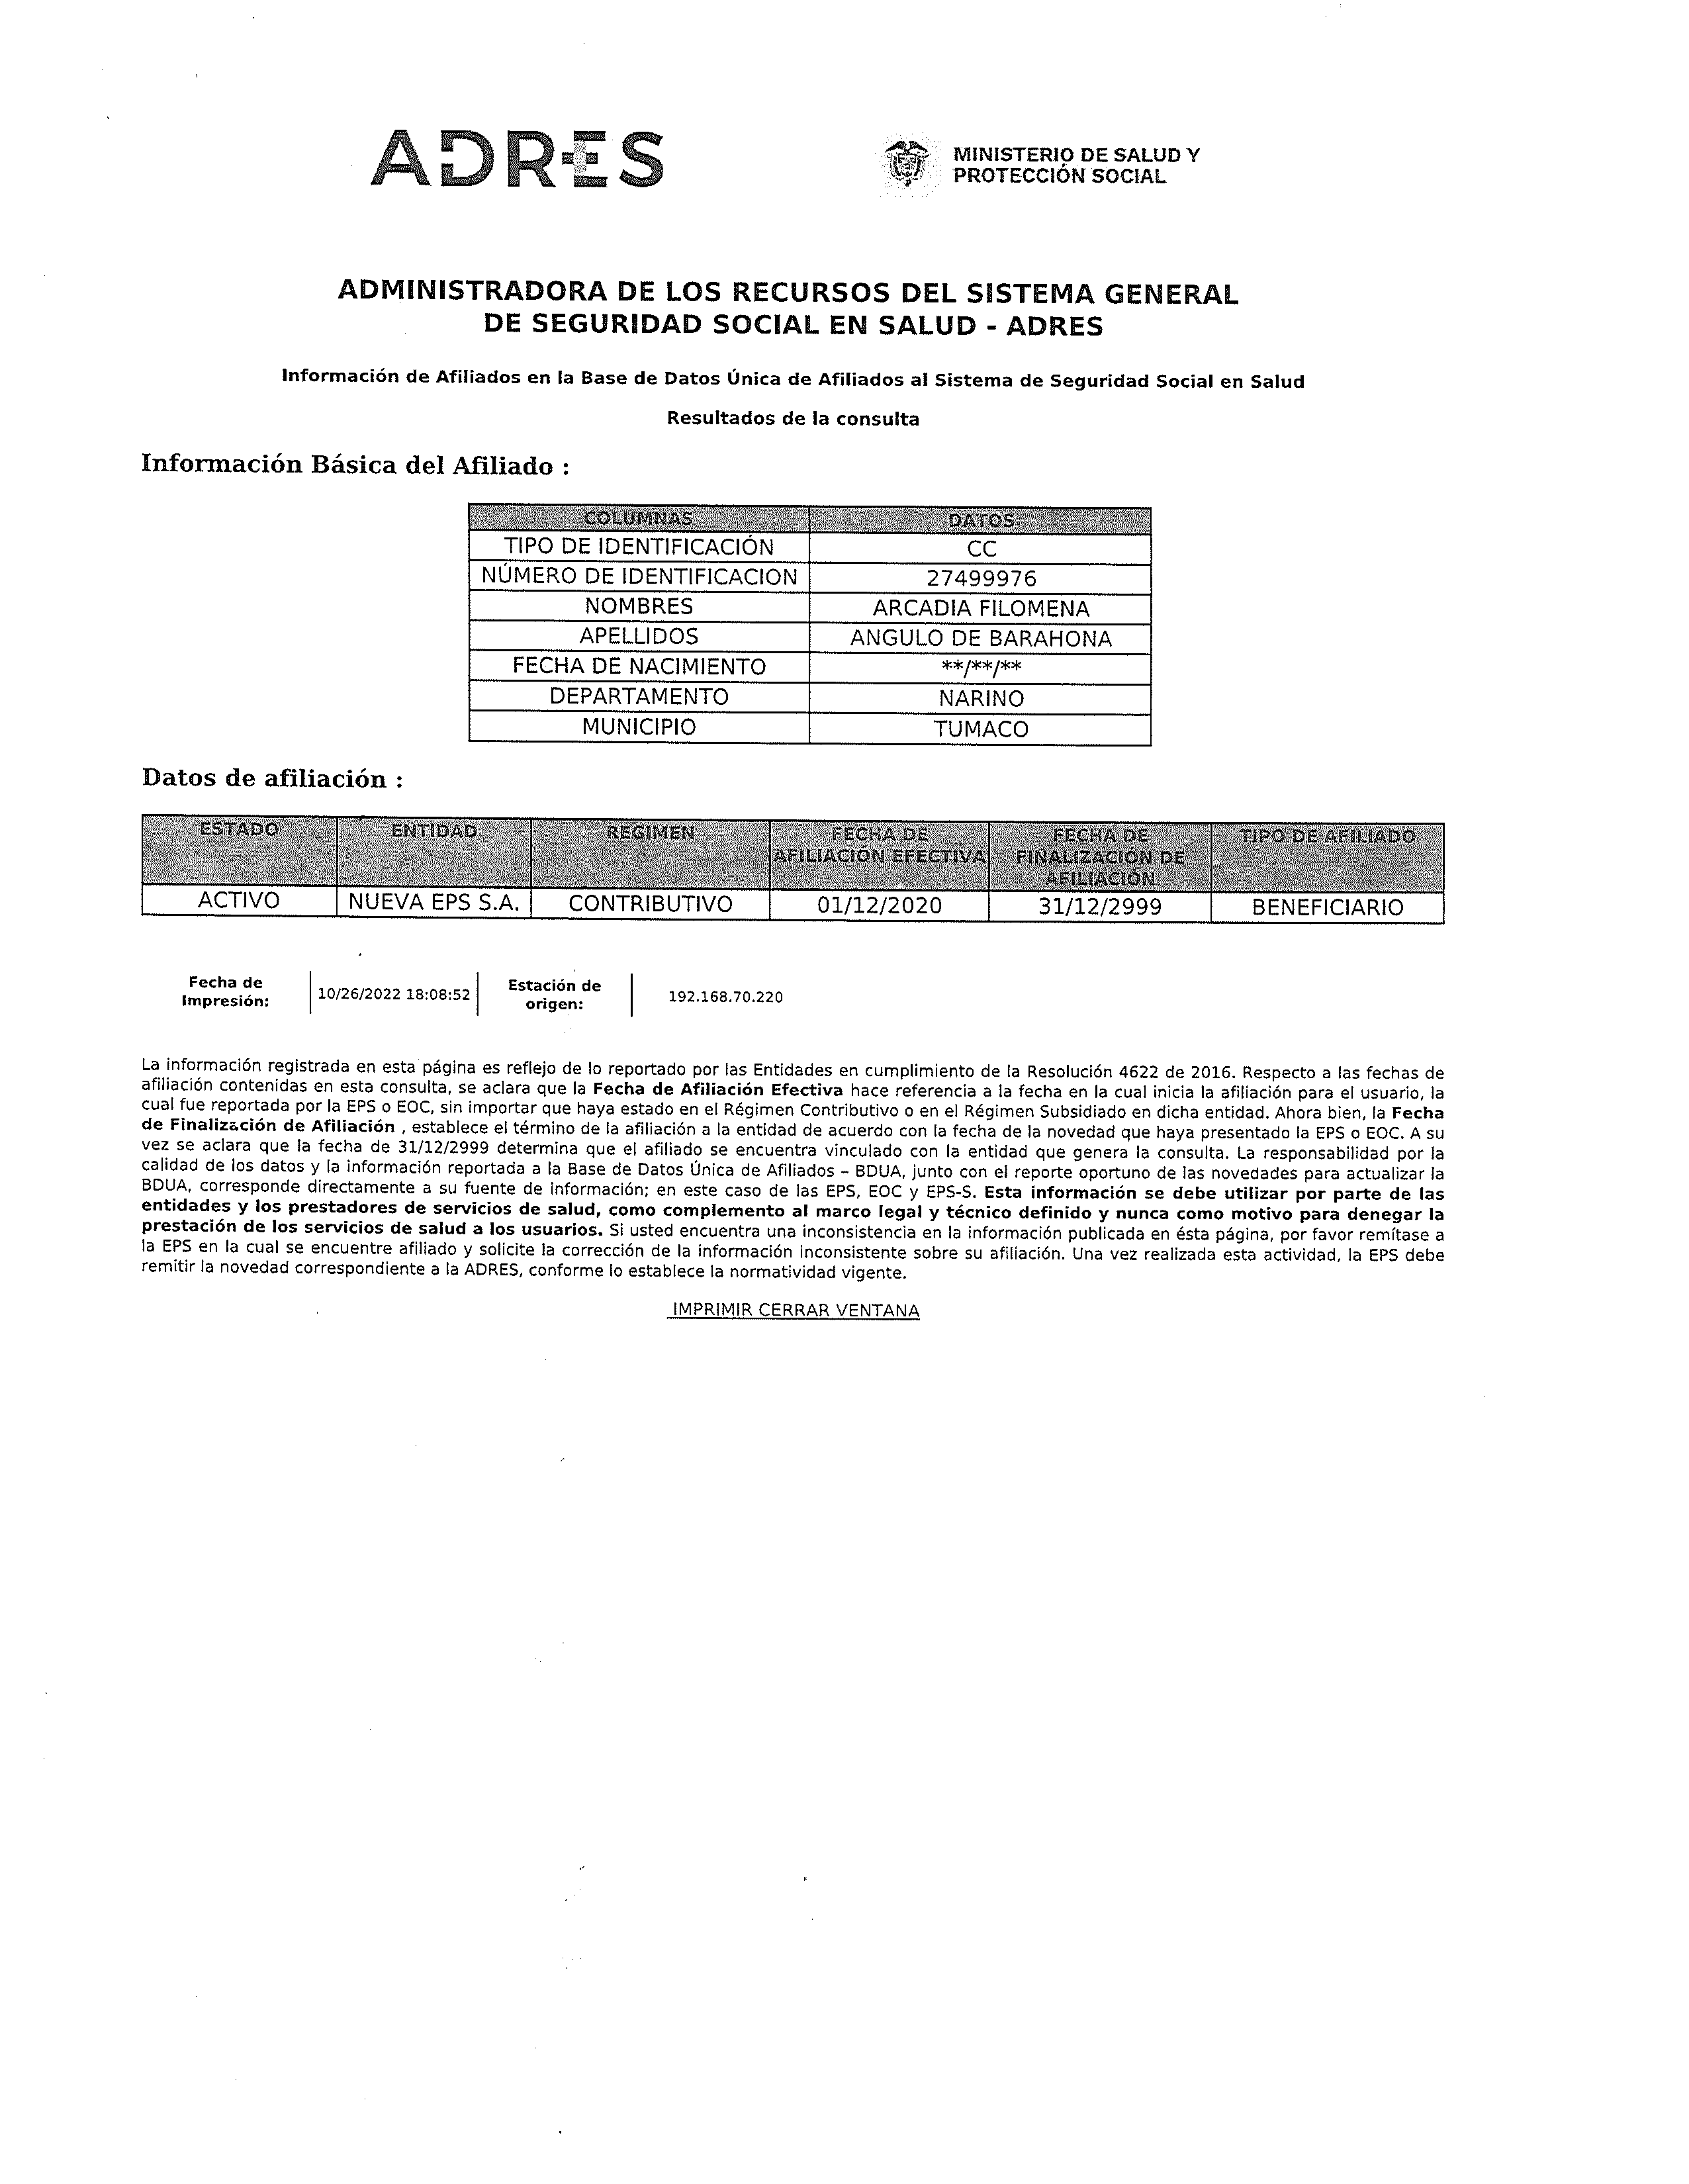 ADRES
MINISTERIO DE SALUD Y
PROTECCIÓN SOCIAL
ADMINISTRADORA DE LOS RECURSOS DEL SISTEMA GENERAL
DE SEGURIDAD SOCIAL EN SALUD - ADRES
Información de Afiliados en la Base de Datos Única de Afiliados al Sistema de Seguridad Social en Salud
Resultados de la consulta
Información Básica del Afiliado :
COLUMNAS DATOS
TIPO DE IDENTIFICACIÓN CC
NÚMERO DE IDENTIFICACION 27499976
NOMBRES ARCADIA FILOMENA
APELLIDOS ANGULO DE BARAHONA
FECHA DE NACIMIENTO **/**/**
DEPARTAMENTO NARINO
MUNICIPIO TUMACO
Datos de afiliación :
ESTADO ENTIDAD REGIMEN FECHA DE FECHA DE TIPO DE AFILIADO
AFILIACIÓN EFECTIVA FINALIZACIÓN DE
AFILIACIÓN
ACTIVO NUEVA EPS S.A. CONTRIBUTIVO 01/12/2020 31/12/2999 BENEFICIARIO
Fecha de Estación de
Impresión: 10/26/2022 18:08:52 origen: 192.168.70.220
La información registrada en esta página es reflejo de lo reportado por las Entidades en cumplimiento de la Resolución 4622 de 2016. Respecto a las fechas de
afiliación contenidas en esta consulta, se aclara que la Fecha de Afiliación Efectiva hace referencia a la fecha en la cual inicia la afiliación para el usuario, la
cual fue reportada por la EPS o EOC, sin importar que haya estado en el Régimen Contributivo o en el Régimen Subsidiado en dicha entidad. Ahora bien, la Fecha
de Finalización de Afiliación , establece el término de la afiliación a la entidad de acuerdo con la fecha de la novedad que haya presentado la EPS o EOC. A su
vez se aclara que la fecha de 31/12/2999 determina que el afiliado se encuentra vinculado con la entidad que genera la consulta. La responsabilidad por la
calidad de los datos y la información reportada a la Base de Datos Única de Afiliados – BDUA, junto con el reporte oportuno de las novedades para actualizar la
BDUA, corresponde directamente a su fuente de información; en este caso de las EPS, EOC y EPS-S. Esta información se debe utilizar por parte de las
entidades y los prestadores de servicios de salud, como complemento al marco legal y técnico definido y nunca como motivo para denegar la
prestación de los servicios de salud a los usuarios. Si usted encuentra una inconsistencia en la información publicada en ésta página, por favor remítase a
la EPS en la cual se encuentre afiliado y solicite la corrección de la información inconsistente sobre su afiliación. Una vez realizada esta actividad, la EPS debe
remitir la novedad correspondiente a la ADRES, conforme lo establece la normatividad vigente.
IMPRIMIR CERRAR VENTANA